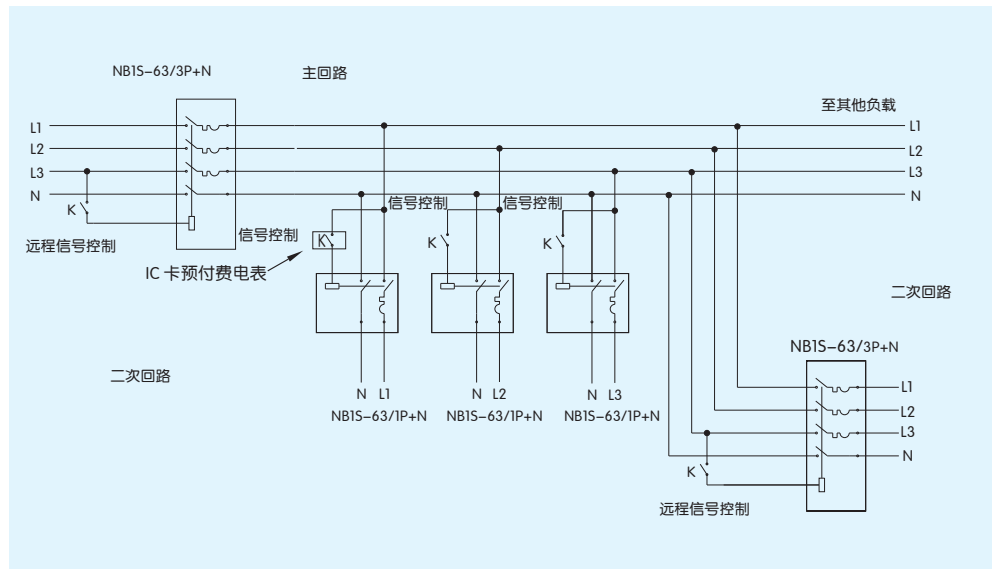 NB1S-63/3P+N
主回路
至其他负载
L1
L1
L2
L2
L3
L3
N
N
K
信号控制
信号控制
远程信号控制
信号控制
K
K
K
IC 卡预付费电表
二次回路
NB1S-63/3P+N
二次回路
N L1
N L2
N L3
NB1S-63/1P+N
NB1S-63/1P+N
NB1S-63/1P+N
L1
L2
L3
N
K
远程信号控制